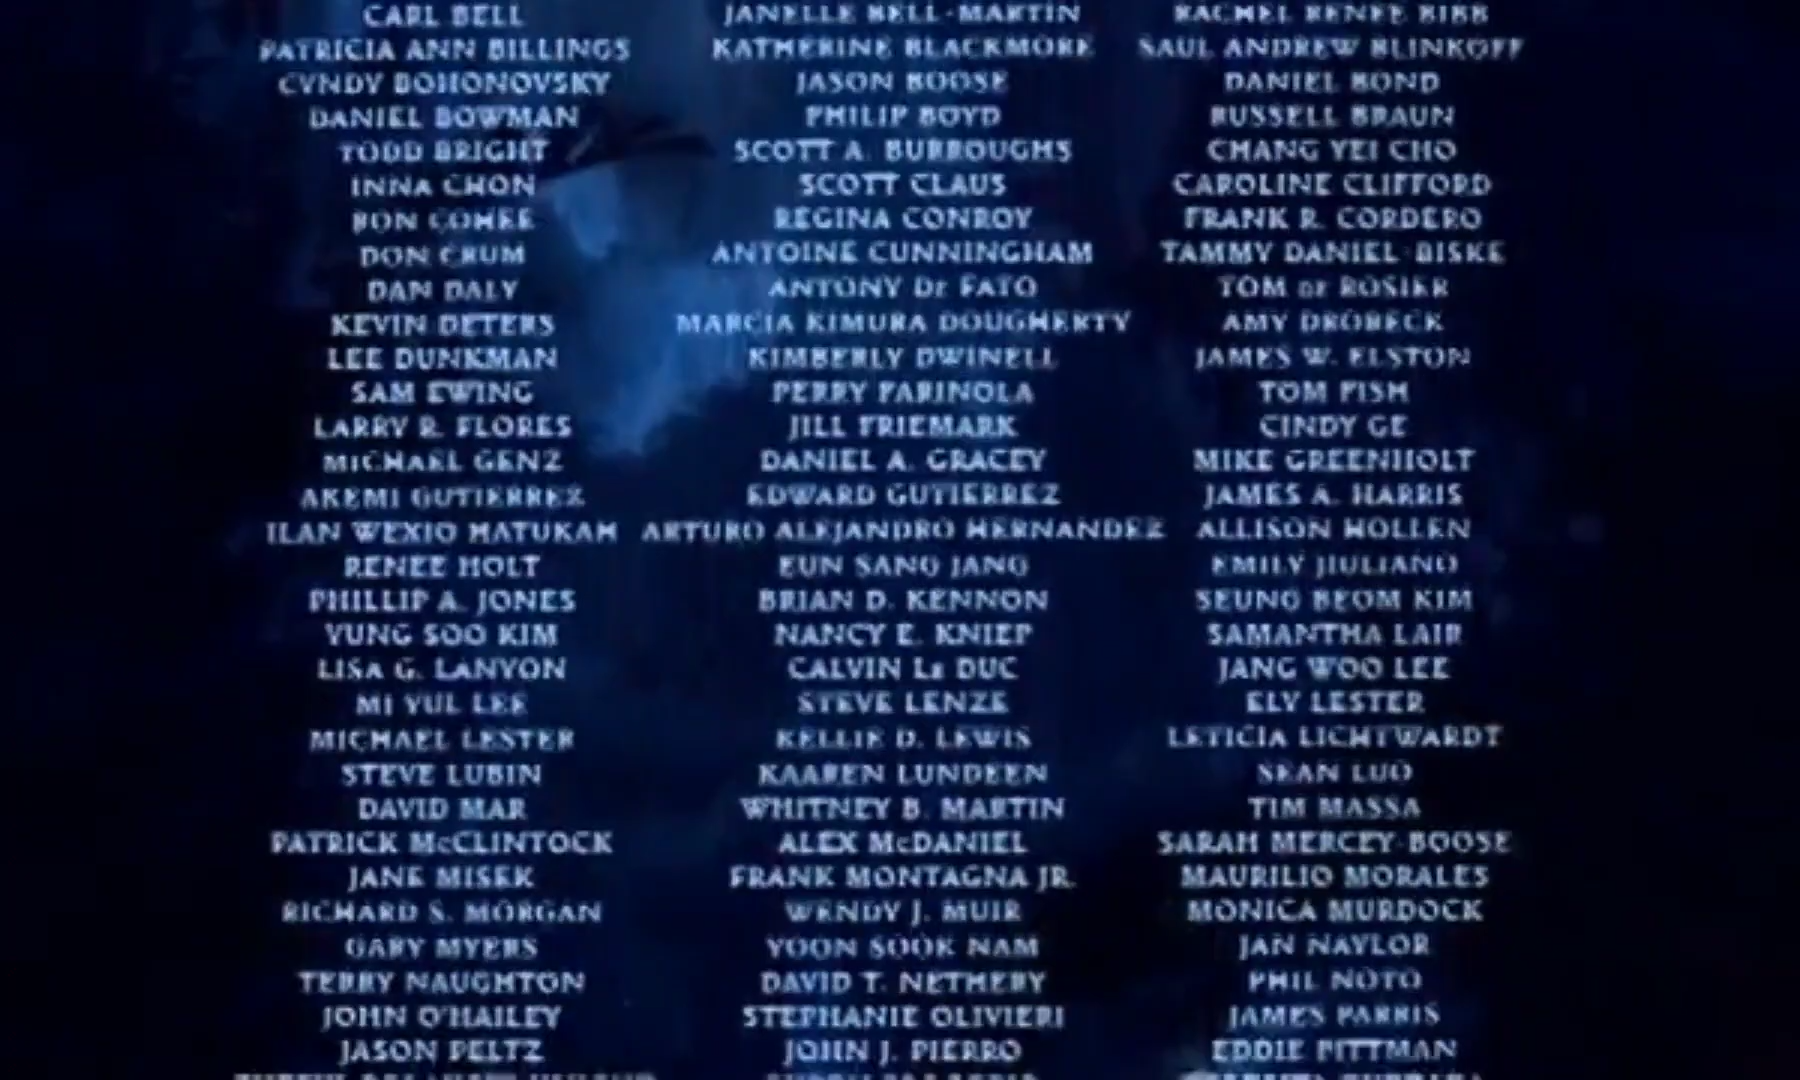 CARL BELL JANELLE BELL-MARTIN RACHEL RENEE BIBB
PATRICIA ANN BILLINGS KATHERINE BLACKMORE SAUL ANDREW BLINKOFF
CYNDY BOHONOVSKY JASON BOOSE DANIEL BOND
DANIEL BOWMAN PHILIP BOYD RUSSELL BRAUN
TODD BRIGHT SCOTT A. BURROUGHS CHANG YEI CHO
INNA CHON SCOTT CLAUS CAROLINE CLIFFORD
RON COHEE REGINA CONROY FRANK R. CORDERO
DON CRUM ANTOINE CUNNINGHAM TAMMY DANIEL-BISKE
DAN DALY ANTONY DE FATO TOM DE ROSIER
KEVIN DETERS MARCIA KIMURA DOUGHERTY AMY DROBECK
LEE DUNKMAN KIMBERLY DWINELL JAMES W. ELSTON
SAM EWING PERRY FARINOLA TOM FISH
LARRY R. FLORES JILL FRIEMARK CINDY GE
MICHAEL GENZ DANIEL A. GRACEY MIKE GREENHOLT
AKEMI GUTIERREZ EDWARD GUTIERREZ JAMES A. HARRIS
ILAN WEXIO HATUKAH ARTURO ALEJANDRO HERNANDEZ ALLISON HOLLEN
RENEE HOLT EUN SANG JANG EMILY JIULIANO
PHILLIP A. JONES BRIAN D. KENNON SEUNG BEOM KIM
YUNG SOO KIM NANCY E. KNIEP SAMANTHA LAIR
LISA G. LANYON CALVIN LE DUC JANG WOO LEE
MI YUL LEE STEVE LENZE ELY LESTER
MICHAEL LESTER KELLIE D. LEWIS LETICIA LICHTWARDT
STEVE LUBIN KAAREN LUNDEEN SEAN LUO
DAVID MAR WHITNEY B. MARTIN TIM MASSA
PATRICK McCLINTOCK ALEX McDANIEL SARAH MERCEY-BOOSE
JANE MISEK FRANK MONTAGNA JR. MAURILIO MORALES
RICHARD S. MORGAN WENDY J. MUIR MONICA MURDOCK
GARY MYERS YOON SOOK NAM JAN NAYLOR
TERRY NAUGHTON DAVID T. NETHERY PHIL NOTO
JOHN O'HAILEY STEPHANIE OLIVIERI JAMES PARRIS
JASON PELTZ JOHN J. PIERRO EDDIE PITTMAN